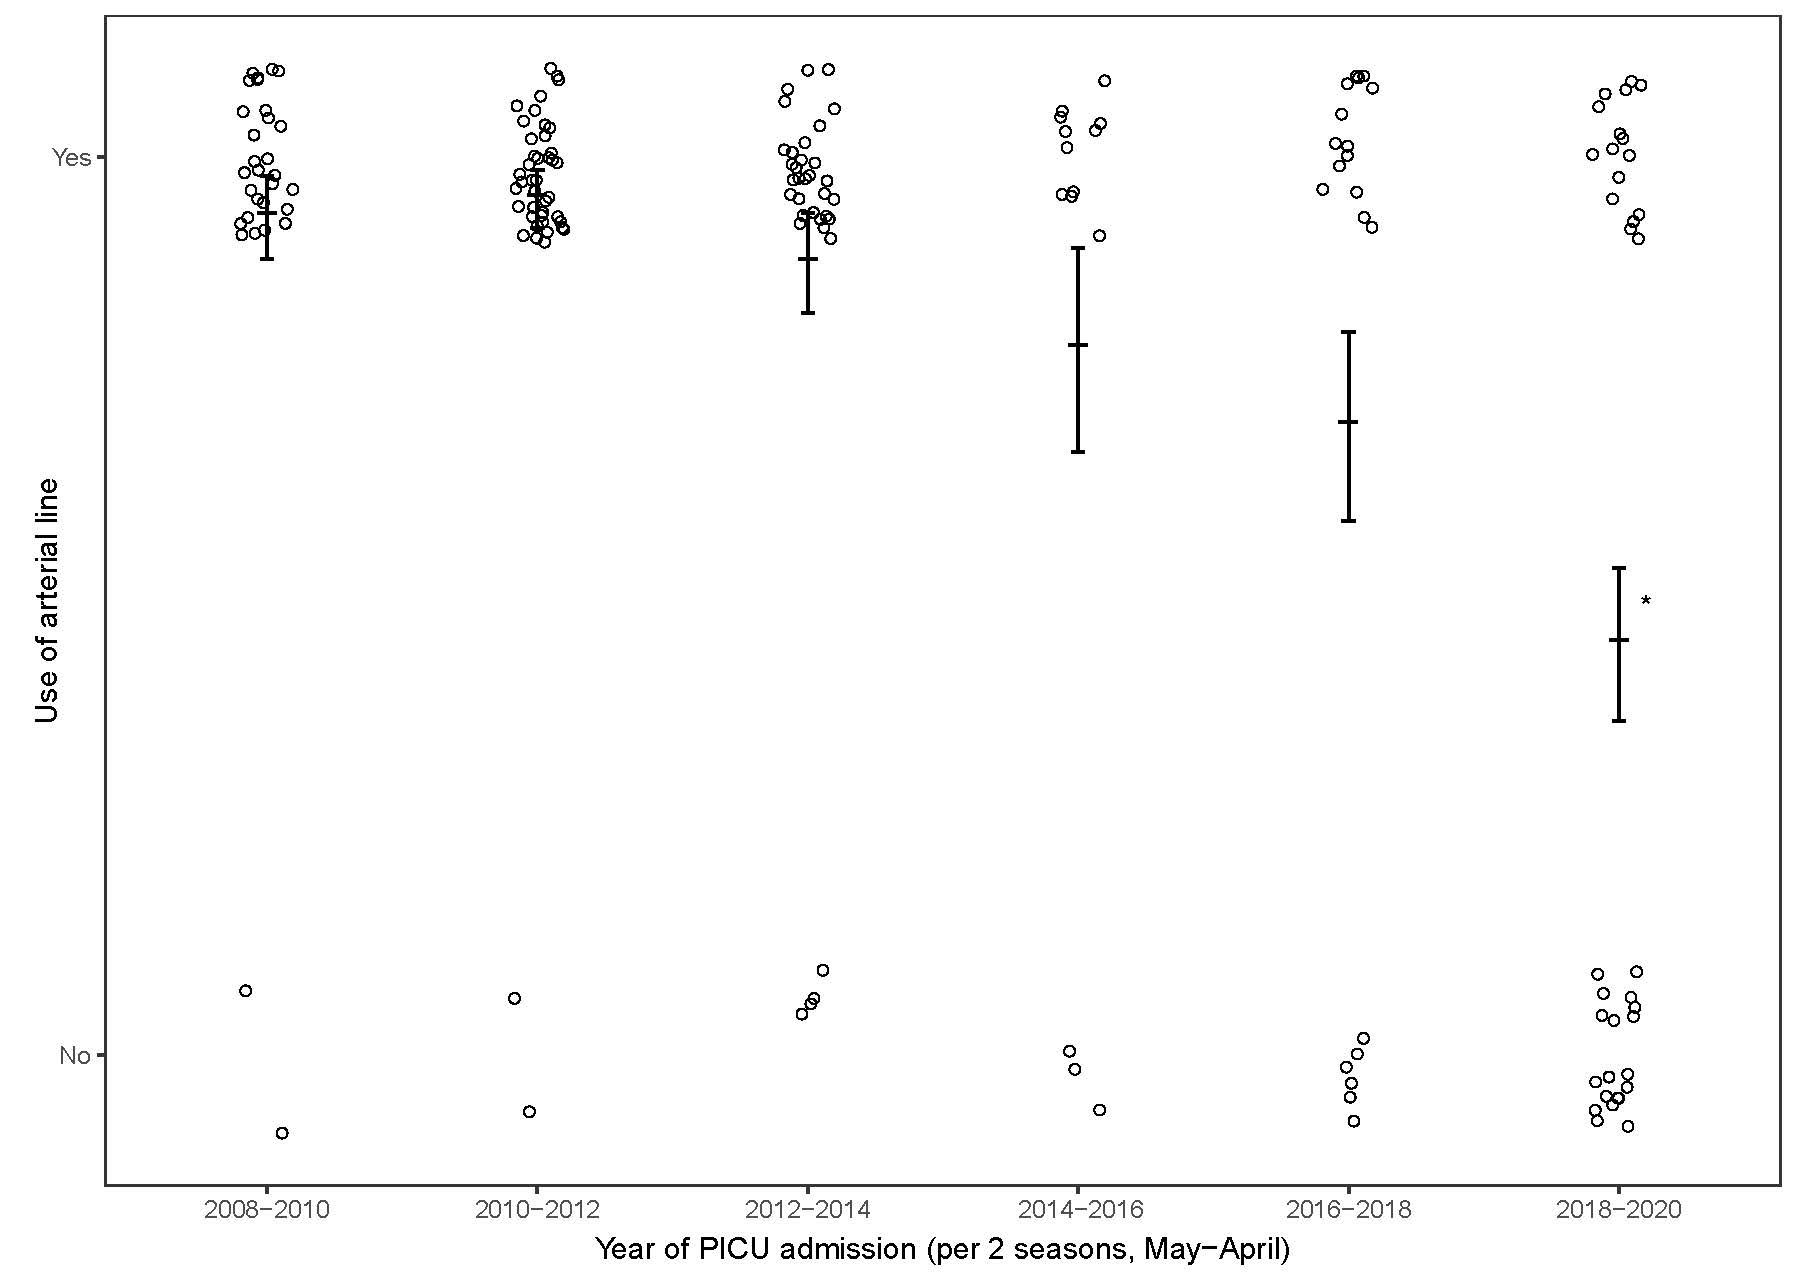 Use of arterial line
Yes
No
*
2008−2010
2010−2012
2012−2014
2014−2016
2016−2018
2018−2020
Year of PICU admission (per 2 seasons, May−April)